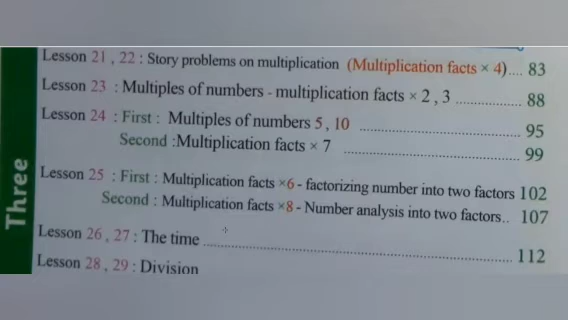 Three
Lesson 21 , 22 : Story problems on multiplication (Multiplication facts × 4).... 83
Lesson 23 : Multiples of numbers - multiplication facts × 2 , 3 ................ 88
Lesson 24 : First : Multiples of numbers 5 , 10 ................................ 95
Second :Multiplication facts × 7 ................................ 99
Lesson 25 : First : Multiplication facts ×6 - factorizing number into two factors 102
Second : Multiplication facts ×8 - Number analysis into two factors.. 107
Lesson 26 , 27 : The time ................................ 112
Lesson 28 , 29 : Division